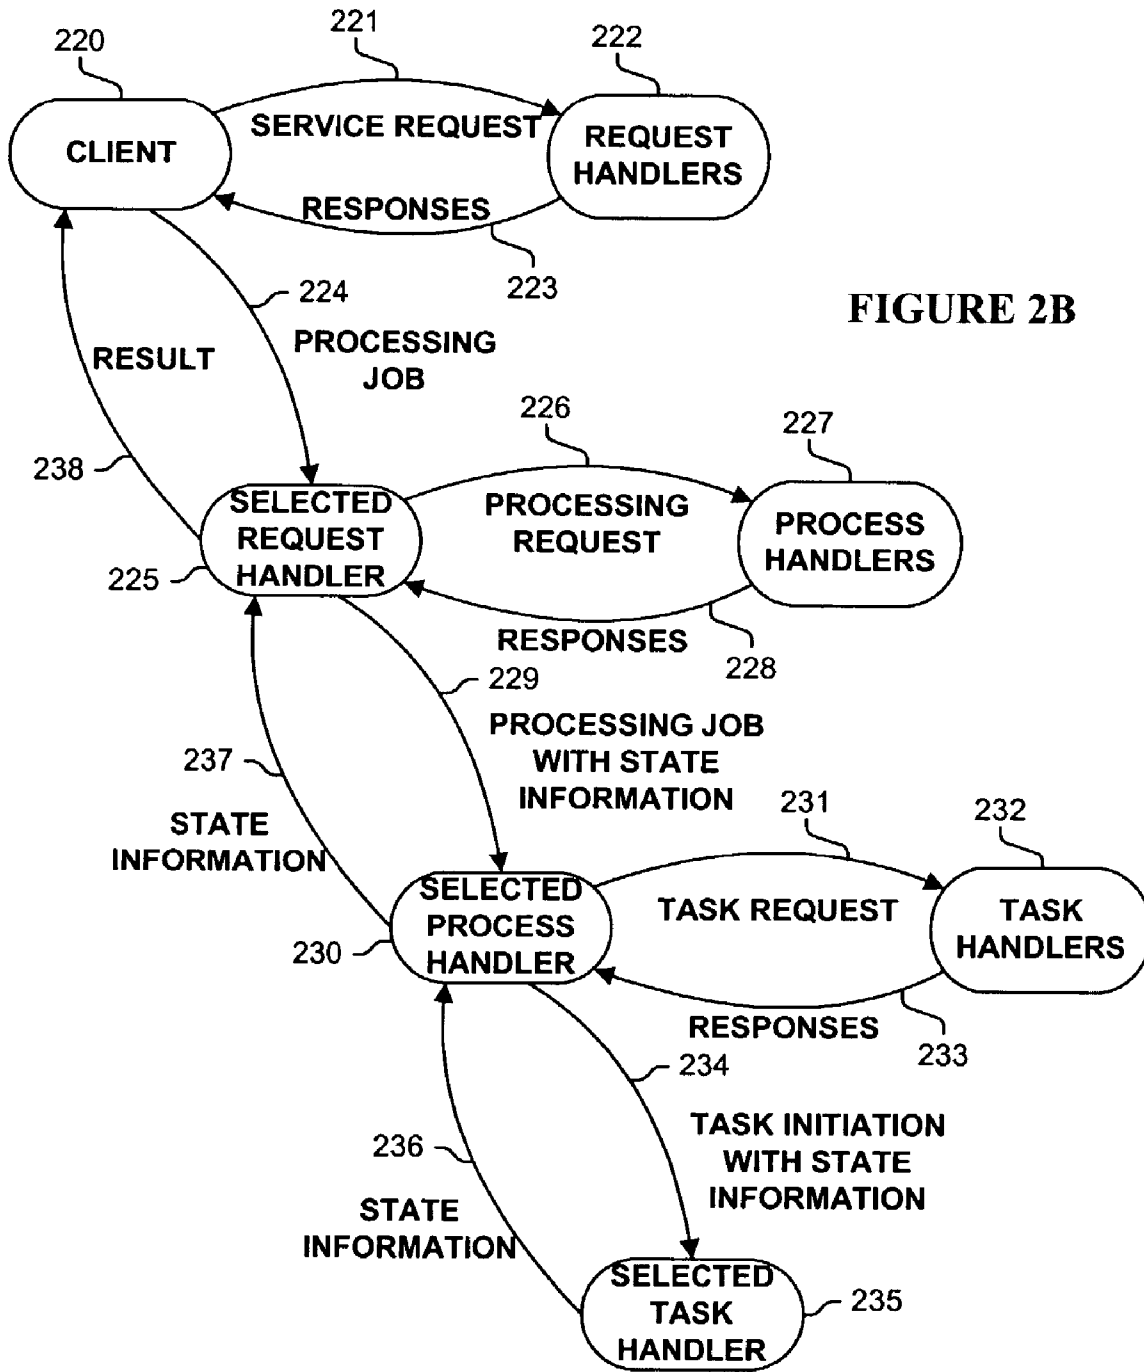 220
221
222
CLIENT
SERVICE REQUEST
REQUEST
HANDLERS
RESPONSES
223
224
FIGURE 2B
RESULT
PROCESSING
JOB
226
227
238
SELECTED
REQUEST
HANDLER
PROCESSING
REQUEST
PROCESS
HANDLERS
225
RESPONSES
228
229
PROCESSING JOB
WITH STATE
INFORMATION
237
231
232
STATE
INFORMATION
SELECTED
PROCESS
HANDLER
TASK REQUEST
TASK
HANDLERS
230
RESPONSES
233
234
TASK INITIATION
WITH STATE
INFORMATION
236
STATE
INFORMATION
SELECTED
TASK
HANDLER
235